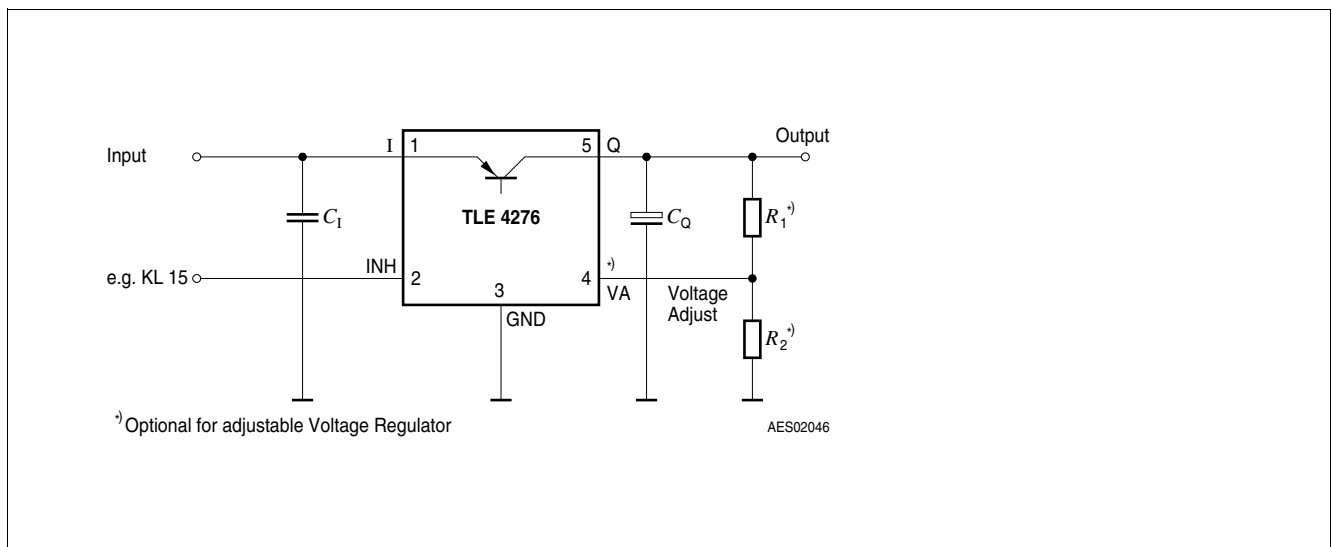 Output
Input
I 1
5 Q
TLE 4276
C_I
C_Q
R_1 *)
e.g. KL 15
INH
2
3
GND
*)
4
VA
Voltage
Adjust
R_2 *)
*) Optional for adjustable Voltage Regulator
AES02046